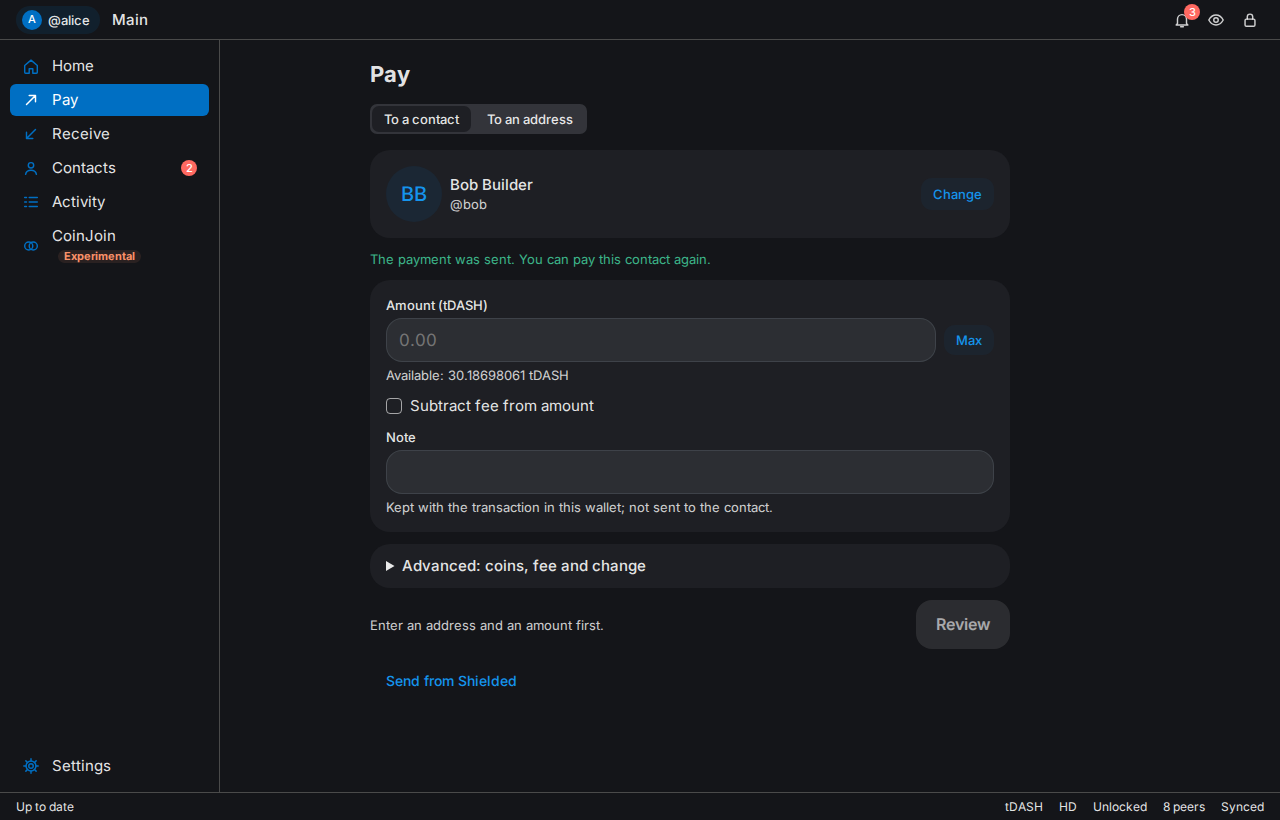 A @alice Main 3
Home
Pay
Receive
Contacts 2
Activity
CoinJoin
Experimental
Settings
Pay
To a contact To an address
BB
Bob Builder
@bob
Change
The payment was sent. You can pay this contact again.
Amount (tDASH)
0.00
Max
Available: 30.18698061 tDASH
Subtract fee from amount
Note
Kept with the transaction in this wallet; not sent to the contact.
Advanced: coins, fee and change
Enter an address and an amount first.
Review
Send from Shielded
Up to date tDASH HD Unlocked 8 peers Synced